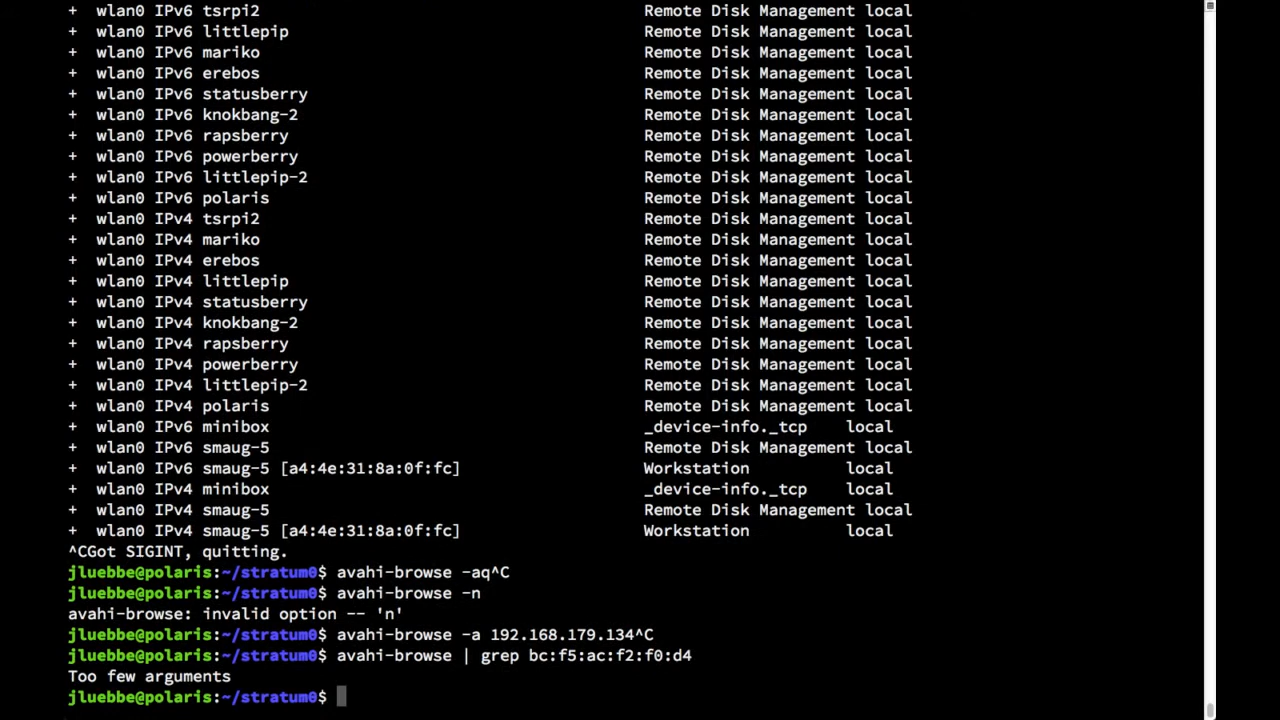 +  wlan0 IPv6 tsrpi2                                        Remote Disk Management local
+  wlan0 IPv6 littlepip                                     Remote Disk Management local
+  wlan0 IPv6 mariko                                        Remote Disk Management local
+  wlan0 IPv6 erebos                                        Remote Disk Management local
+  wlan0 IPv6 statusberry                                   Remote Disk Management local
+  wlan0 IPv6 knokbang-2                                    Remote Disk Management local
+  wlan0 IPv6 rapsberry                                     Remote Disk Management local
+  wlan0 IPv6 powerberry                                    Remote Disk Management local
+  wlan0 IPv6 littlepip-2                                   Remote Disk Management local
+  wlan0 IPv6 polaris                                       Remote Disk Management local
+  wlan0 IPv4 tsrpi2                                        Remote Disk Management local
+  wlan0 IPv4 mariko                                        Remote Disk Management local
+  wlan0 IPv4 erebos                                        Remote Disk Management local
+  wlan0 IPv4 littlepip                                     Remote Disk Management local
+  wlan0 IPv4 statusberry                                   Remote Disk Management local
+  wlan0 IPv4 knokbang-2                                    Remote Disk Management local
+  wlan0 IPv4 rapsberry                                     Remote Disk Management local
+  wlan0 IPv4 powerberry                                    Remote Disk Management local
+  wlan0 IPv4 littlepip-2                                   Remote Disk Management local
+  wlan0 IPv4 polaris                                       Remote Disk Management local
+  wlan0 IPv6 minibox                                       _device-info._tcp    local
+  wlan0 IPv6 smaug-5                                       Remote Disk Management local
+  wlan0 IPv6 smaug-5 [a4:4e:31:8a:0f:fc]                   Workstation          local
+  wlan0 IPv4 minibox                                       _device-info._tcp    local
+  wlan0 IPv4 smaug-5                                       Remote Disk Management local
+  wlan0 IPv4 smaug-5 [a4:4e:31:8a:0f:fc]                   Workstation          local
^CGot SIGINT, quitting.
jluebbe@polaris:~/stratum0$ avahi-browse -aq^C
jluebbe@polaris:~/stratum0$ avahi-browse -n
avahi-browse: invalid option -- 'n'
jluebbe@polaris:~/stratum0$ avahi-browse -a 192.168.179.134^C
jluebbe@polaris:~/stratum0$ avahi-browse | grep bc:f5:ac:f2:f0:d4
Too few arguments
jluebbe@polaris:~/stratum0$